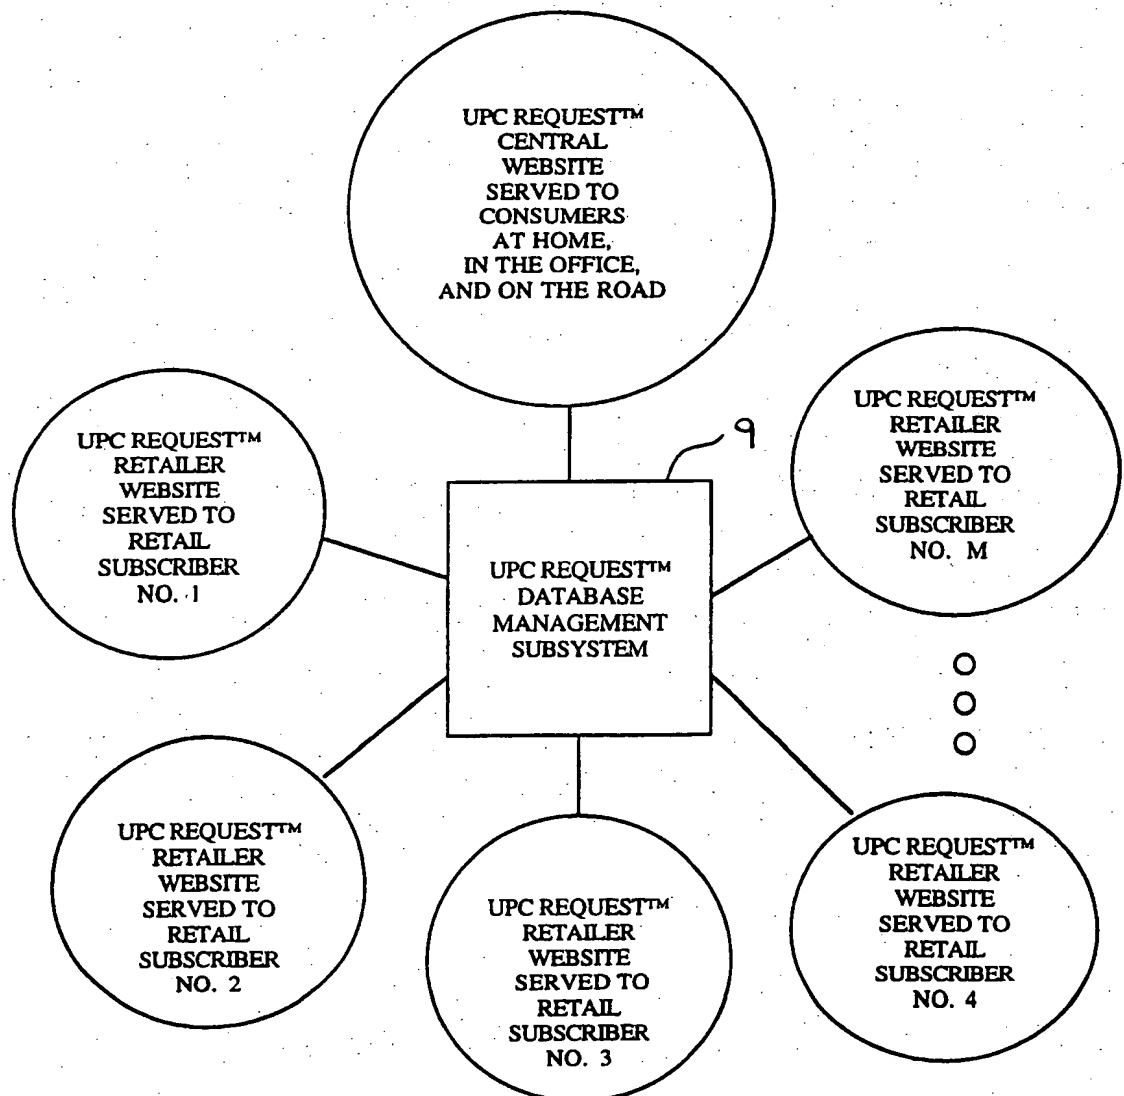 UPC REQUEST™
CENTRAL
WEBSITE
SERVED TO
CONSUMERS
AT HOME,
IN THE OFFICE,
AND ON THE ROAD
UPC REQUEST™
RETAILER
WEBSITE
SERVED TO
RETAIL
SUBSCRIBER
NO. 1
9
UPC REQUEST™
DATABASE
MANAGEMENT
SUBSYSTEM
UPC REQUEST™
RETAILER
WEBSITE
SERVED TO
RETAIL
SUBSCRIBER
NO. M
UPC REQUEST™
RETAILER
WEBSITE
SERVED TO
RETAIL
SUBSCRIBER
NO. 2
UPC REQUEST™
RETAILER
WEBSITE
SERVED TO
RETAIL
SUBSCRIBER
NO. 3
UPC REQUEST™
RETAILER
WEBSITE
SERVED TO
RETAIL
SUBSCRIBER
NO. 4